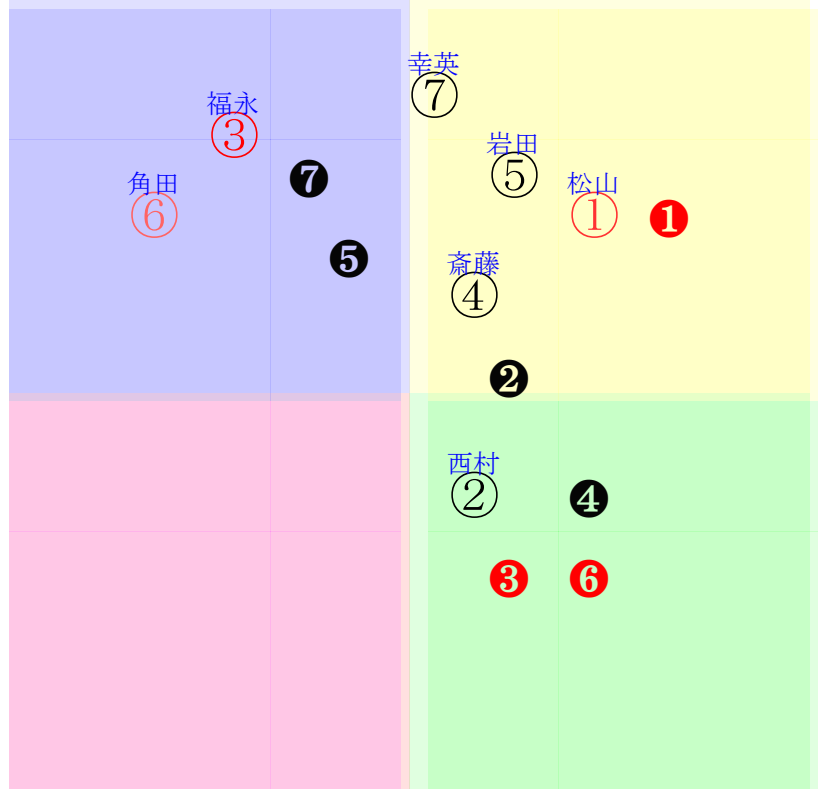 幸英
⑦
福永
③
岩田
⑤
角田
⑥
❼
松山
①
❶
斎藤
④
❺
❷
西村
②
❹
❸
❻